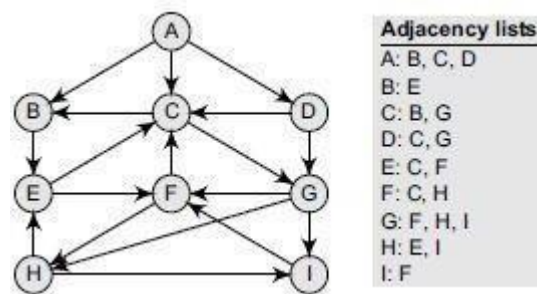 A
B C D
E F G
H I
Adjacency lists
A: B, C, D
B: E
C: B, G
D: C, G
E: C, F
F: C, H
G: F, H, I
H: E, I
I: F